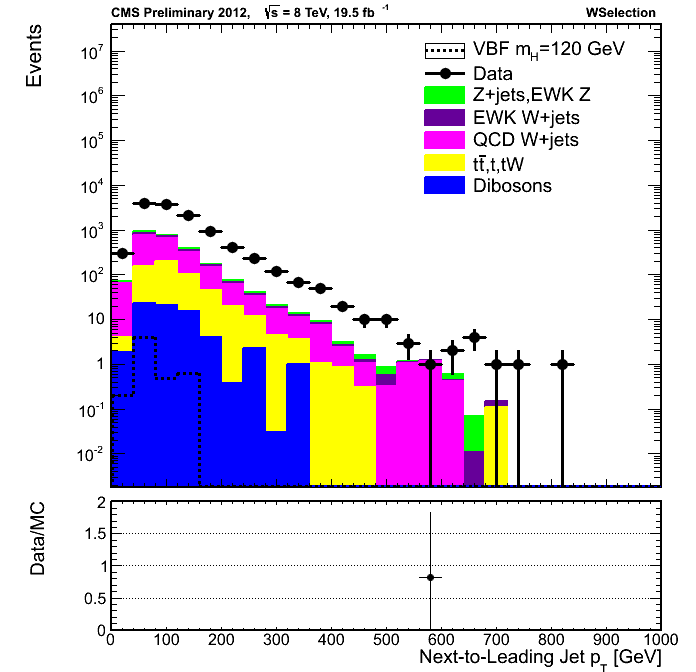 CMS Preliminary 2012, √s = 8 TeV, 19.5 fb⁻¹ WSelection
Events
10⁷
10⁶
10⁵
10⁴
10³
10²
10
1
10⁻¹
10⁻²
VBF m_H=120 GeV
Data
Z+jets,EWK Z
EWK W+jets
QCD W+jets
tt̄,t,tW
Dibosons
Data/MC
2
1.5
1
0.5
0
0 100 200 300 400 500 600 700 800 900 1000
Next-to-Leading Jet p_T [GeV]